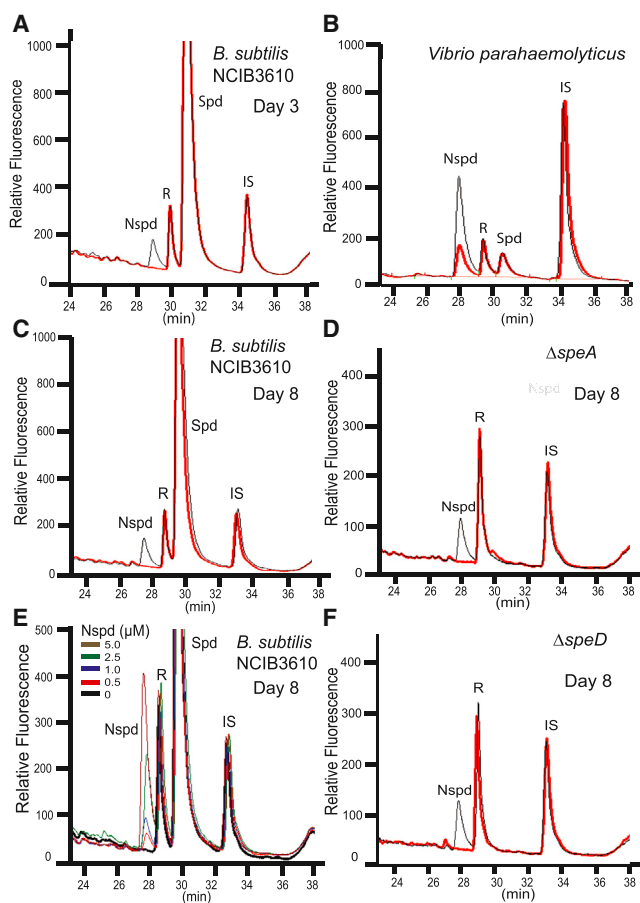 A
B. subtilis
NCIB3610
Day 3
Relative Fluorescence
1000
800
600
400
200
0
Nspd
R
Spd
IS
24 26 28 30 32 34 36 38
(min)
B
Vibrio parahaemolyticus
Relative Fluorescence
1000
800
600
400
200
0
Nspd
R
Spd
IS
24 26 28 30 32 34 36 38
(min)
C
B. subtilis
NCIB3610
Day 8
Relative Fluorescence
1000
800
600
400
200
0
Nspd
R
Spd
IS
24 26 28 30 32 34 36 38
(min)
D
ΔspeA
Nspd
Day 8
Relative Fluorescence
400
300
200
100
0
Nspd
R
IS
24 26 28 30 32 34 36 38
(min)
E
Nspd (μM)
5.0
2.5
1.0
0.5
0
B. subtilis
NCIB3610
Day 8
Relative Fluorescence
500
400
300
200
100
0
Nspd
R
Spd
IS
24 26 28 30 32 34 36 38
(min)
F
ΔspeD
Day 8
Relative Fluorescence
400
300
200
100
0
Nspd
R
IS
24 26 28 30 32 34 36 38
(min)